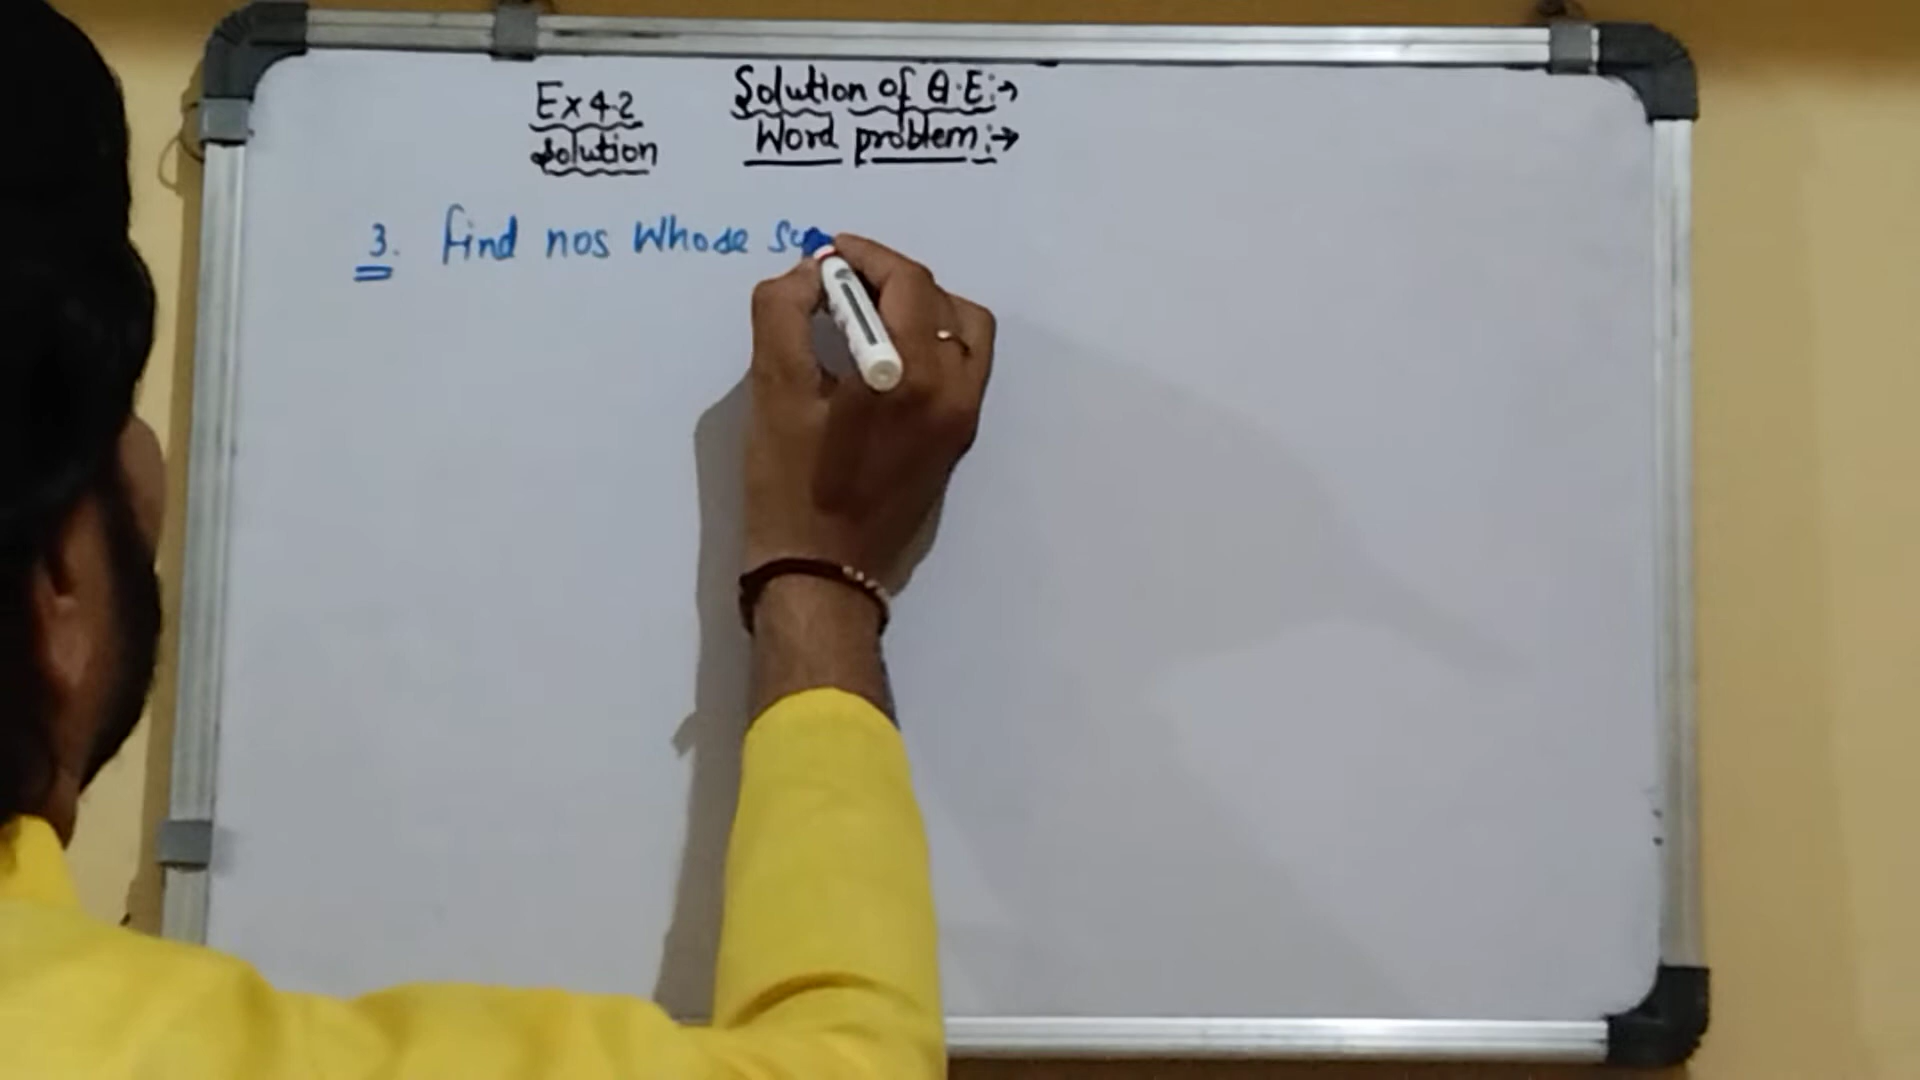 Ex 4.2
Solution
Solution of Q.E:→
Word problem:→
3. find nos whose